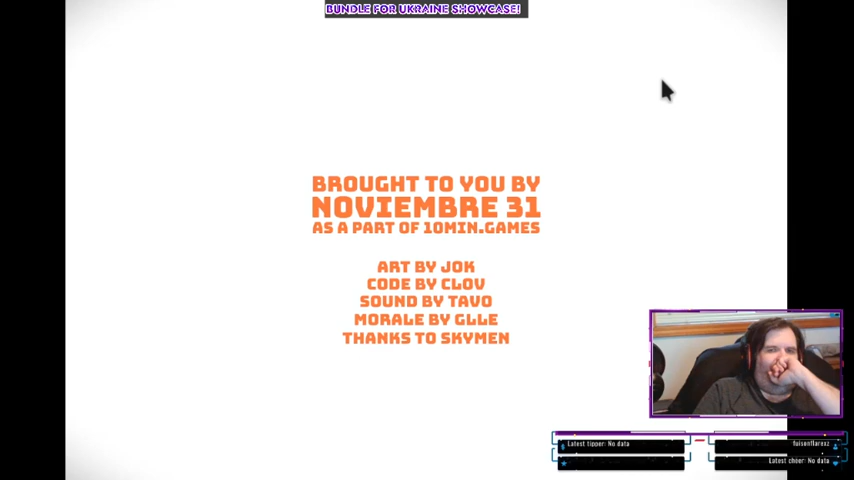 BUNDLE FOR UKRAINE SHOWCASE!
BROUGHT TO YOU BY
NOVIEMBRE 31
AS A PART OF 10MIN.GAMES
ART BY JOK
CODE BY CLOV
SOUND BY TAVO
MORALE BY GLLE
THANKS TO SKYMEN
Latest tipper: No data
Latest cheer: No data